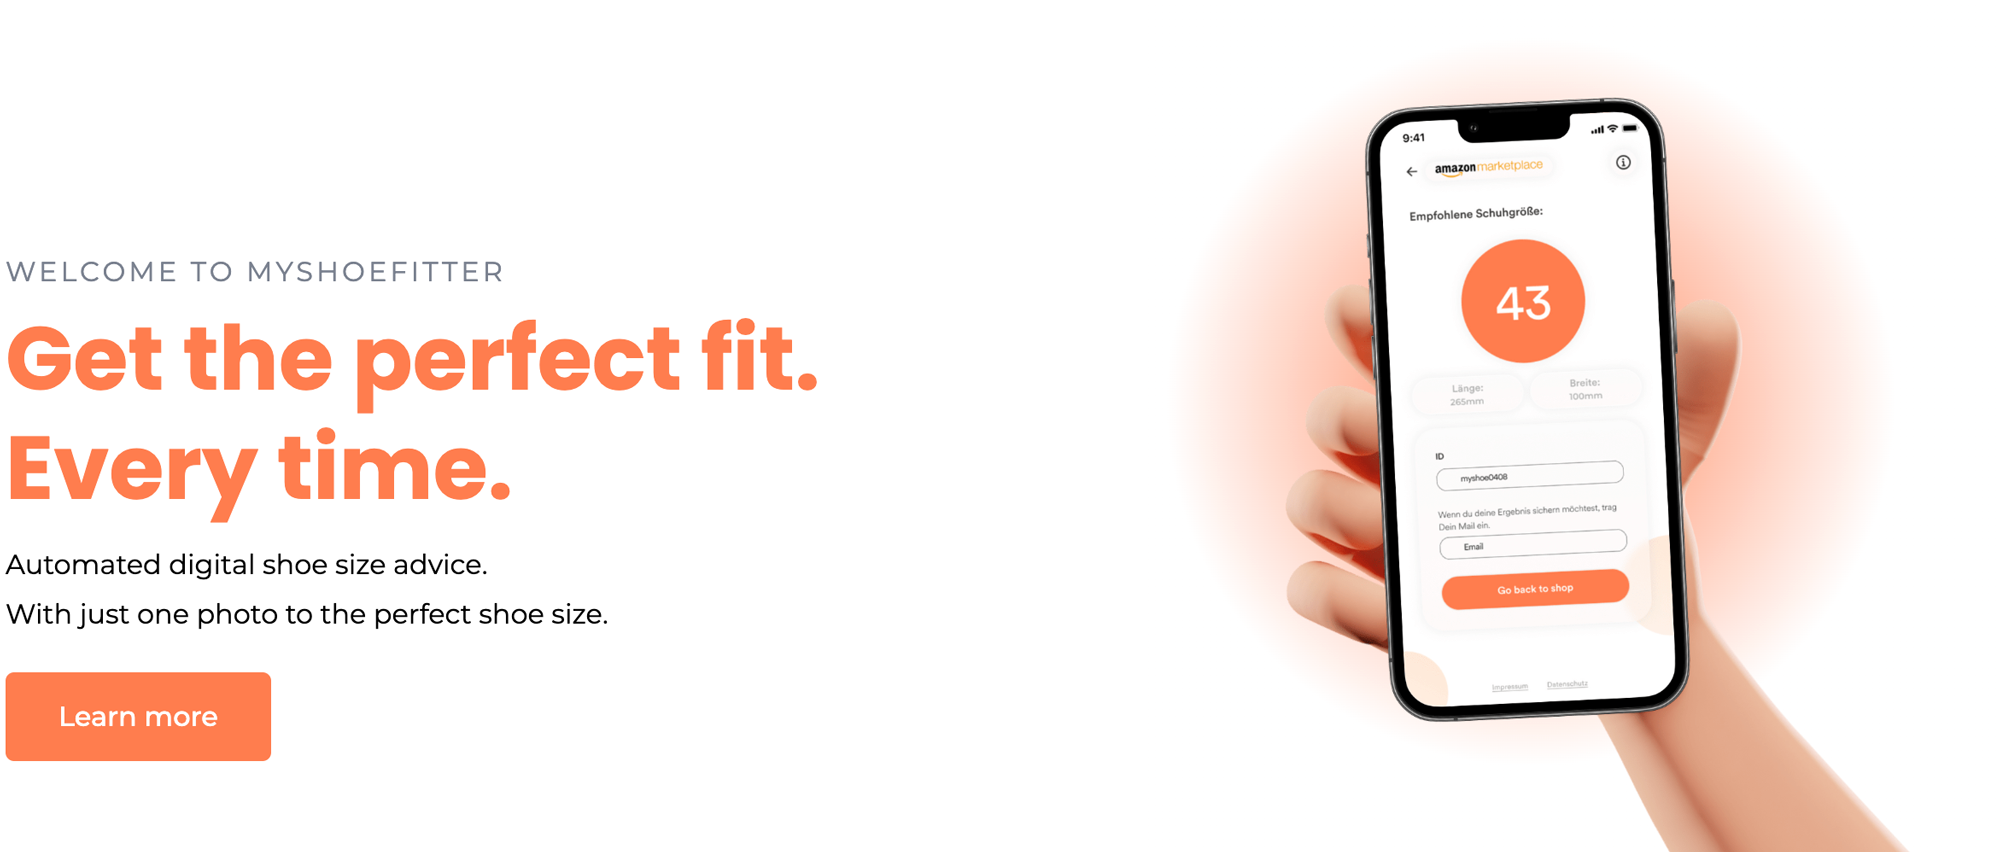 WELCOME TO MYSHOEFITTER
Get the perfect fit.
Every time.
Automated digital shoe size advice.
With just one photo to the perfect shoe size.
Learn more
9:41
amazon marketplace
Empfohlene Schuhgröße:
43
Länge:
265mm
Breite:
100mm
ID
myshoe0408
Wenn du deine Ergebnis sichern möchtest, trag
Dein Mail ein.
Email
Go back to shop
Impressum Datenschutz